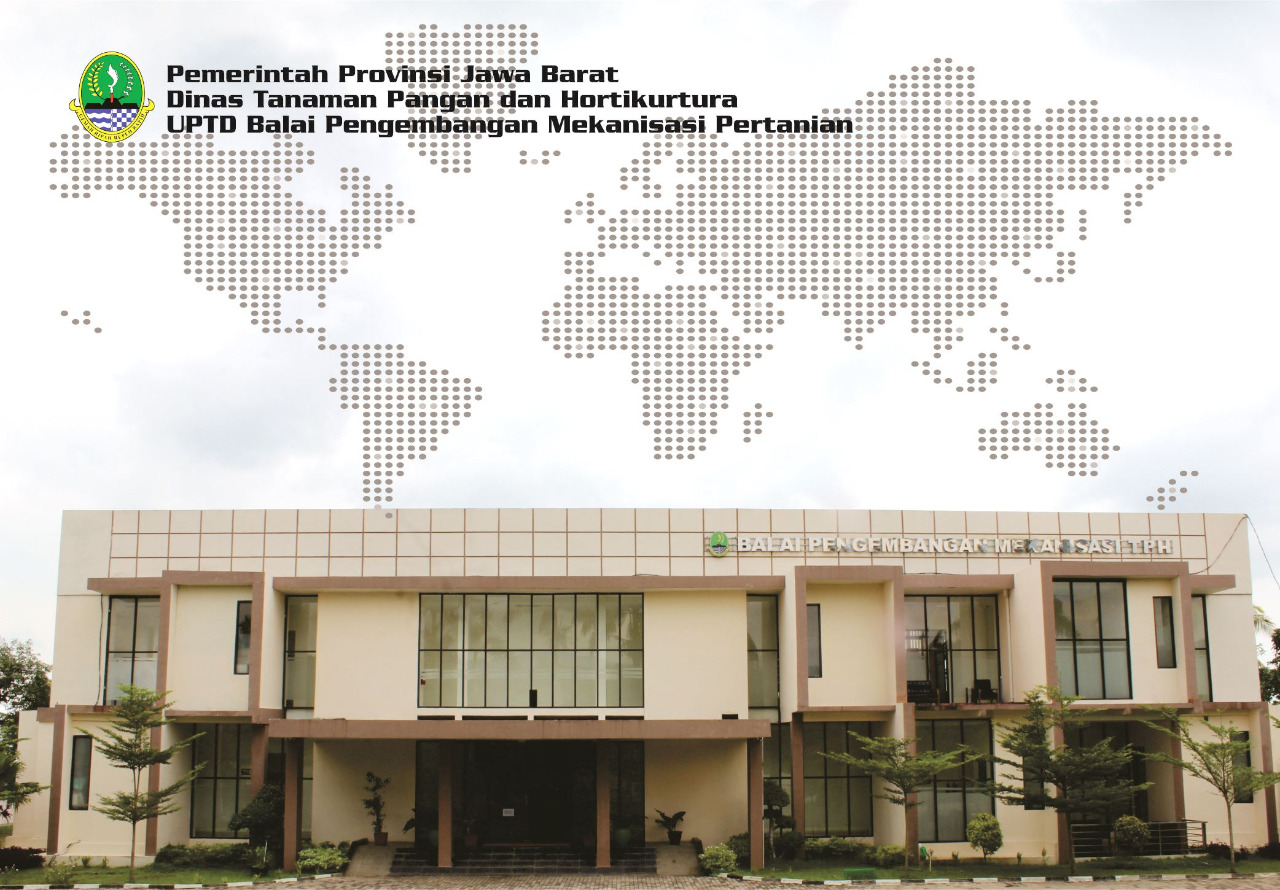 Pemerintah Provinsi Jawa Barat
Dinas Tanaman Pangan dan Hortikurtura
UPTD Balai Pengembangan Mekanisasi Pertanian
BALAI PENGEMBANGAN MEKANISASI TPH